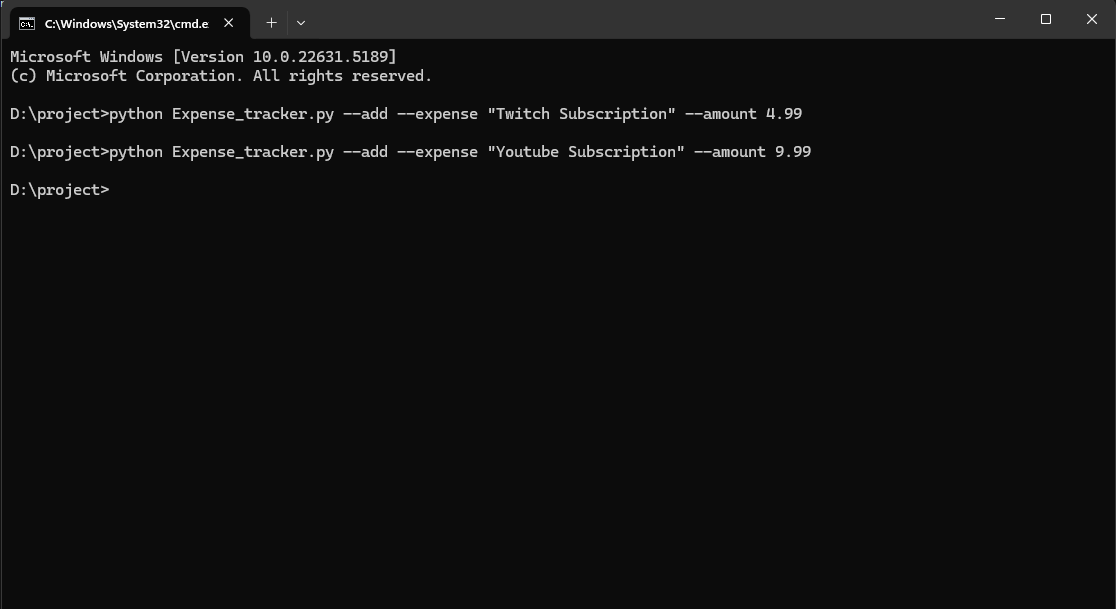 C:\Windows\System32\cmd.e
Microsoft Windows [Version 10.0.22631.5189]
(c) Microsoft Corporation. All rights reserved.
D:\project>python Expense_tracker.py --add --expense "Twitch Subscription" --amount 4.99
D:\project>python Expense_tracker.py --add --expense "Youtube Subscription" --amount 9.99
D:\project>